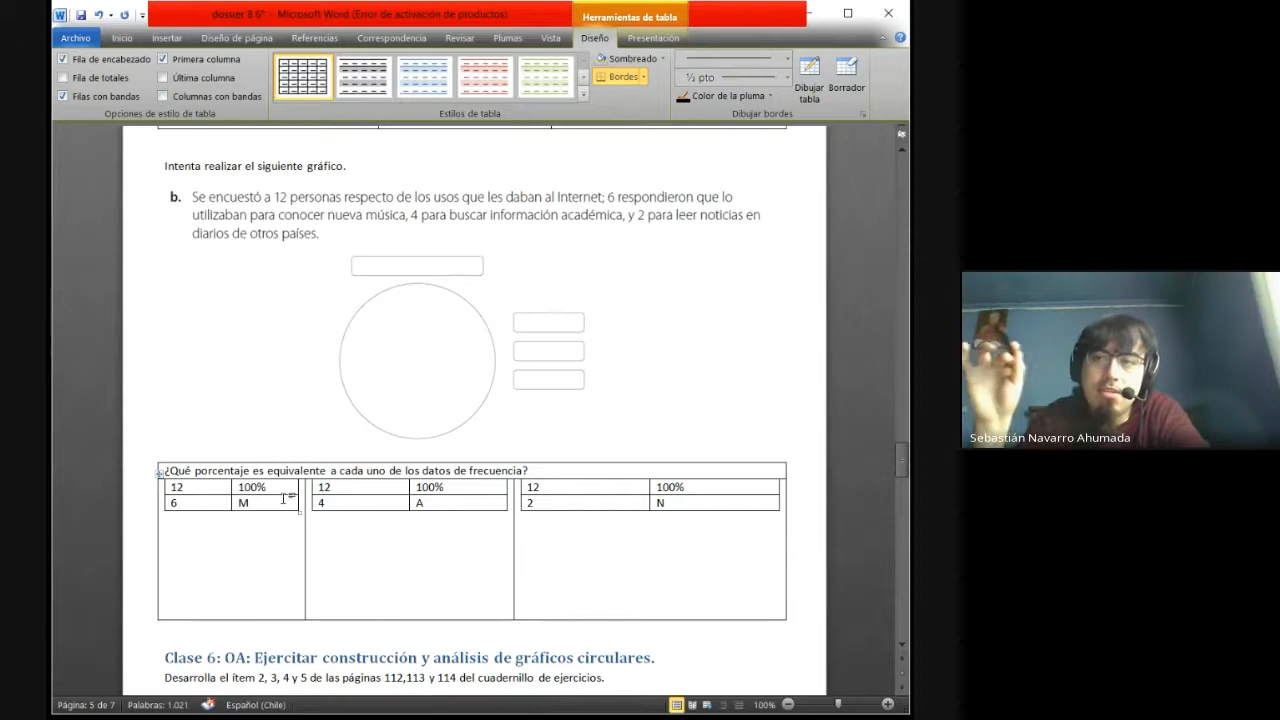 dossier 8 6° - Microsoft Word (Error de activación de productos)
Herramientas de tabla
Archivo Inicio Insertar Diseño de página Referencias Correspondencia Revisar Plumas Vista Diseño Presentación
Fila de encabezado Primera columna
Fila de totales Última columna
Filas con bandas Columnas con bandas
Opciones de estilo de tabla
Estilos de tabla
Sombreado
Bordes
½ pto
Color de la pluma
Dibujar tabla
Borrador
Dibujar bordes
Intenta realizar el siguiente gráfico.
b. Se encuestó a 12 personas respecto de los usos que les daban al Internet; 6 respondieron que lo
utilizaban para conocer nueva música, 4 para buscar información académica, y 2 para leer noticias en
diarios de otros países.
¿Qué porcentaje es equivalente a cada uno de los datos de frecuencia?
12 100% 12 100% 12 100%
6 M 4 A 2 N
Clase 6: OA: Ejercitar construcción y análisis de gráficos circulares.
Desarrolla el ítem 2, 3, 4 y 5 de las páginas 112,113 y 114 del cuadernillo de ejercicios.
Página: 5 de 7 Palabras: 1.021 Español (Chile) 100%
Sebastián Navarro Ahumada